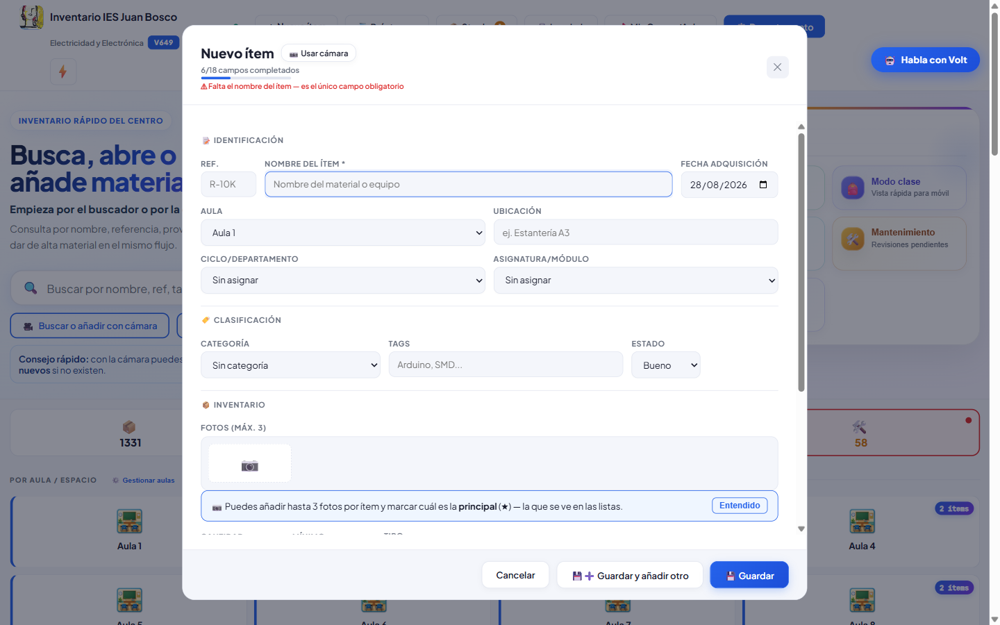 Inventario IES Juan Bosco
Electricidad y Electrónica V649
Habla con Volt
INVENTARIO RÁPIDO DEL CENTRO
Busca, abre o
añade materia
Empieza por el buscador o por la
Consulta por nombre, referencia, prov
dar de alta material en el mismo flujo.
Buscar por nombre, ref, ta
Buscar o añadir con cámara
Consejo rápido: con la cámara puedes
nuevos si no existen.
Modo clase
Vista rápida para móvil
Mantenimiento
Revisiones pendientes
1331
58
POR AULA / ESPACIO Gestionar aulas
Aula 1
2 items
Aula 4
2 items
Nuevo ítem Usar cámara
6/18 campos completados
Falta el nombre del ítem — es el único campo obligatorio
IDENTIFICACIÓN
REF. NOMBRE DEL ÍTEM * FECHA ADQUISICIÓN
R-10K Nombre del material o equipo 28/08/2026
AULA UBICACIÓN
Aula 1 ej. Estantería A3
CICLO/DEPARTAMENTO ASIGNATURA/MÓDULO
Sin asignar Sin asignar
CLASIFICACIÓN
CATEGORÍA TAGS ESTADO
Sin categoría Arduino, SMD... Bueno
INVENTARIO
FOTOS (MÁX. 3)
Puedes añadir hasta 3 fotos por ítem y marcar cuál es la principal (★) — la que se ve en las listas. Entendido
Cancelar Guardar y añadir otro Guardar